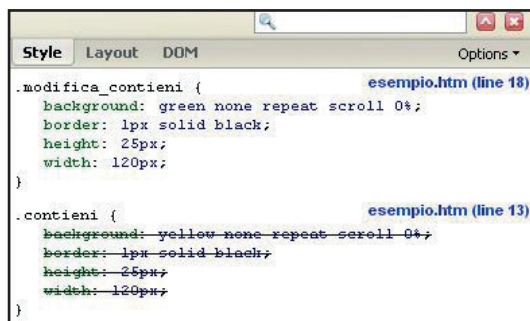 Style Layout DOM Options
.modifica_contieni { esempio.htm (line 18)
background: green none repeat scroll 0%;
border: 1px solid black;
height: 25px;
width: 120px;
}
.contieni { esempio.htm (line 13)
background: yellow none repeat scroll 0%;
border: 1px solid black;
height: 25px;
width: 120px;
}